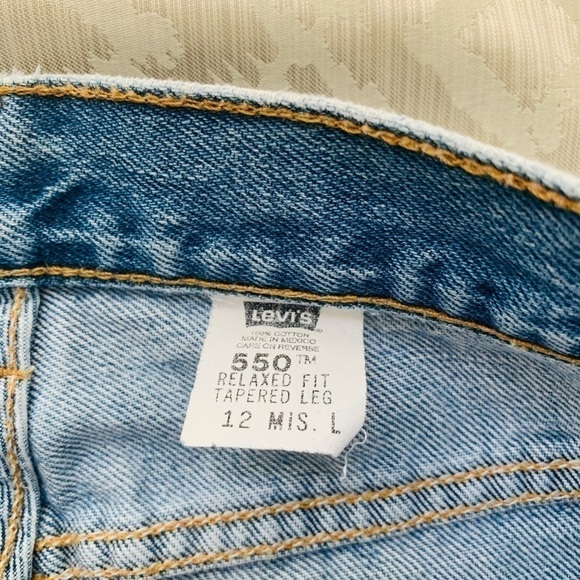 Levi's
100% COTTON
MADE IN MEXICO
CARE ON REVERSE
550™
RELAXED FIT
TAPERED LEG
12 MIS. L